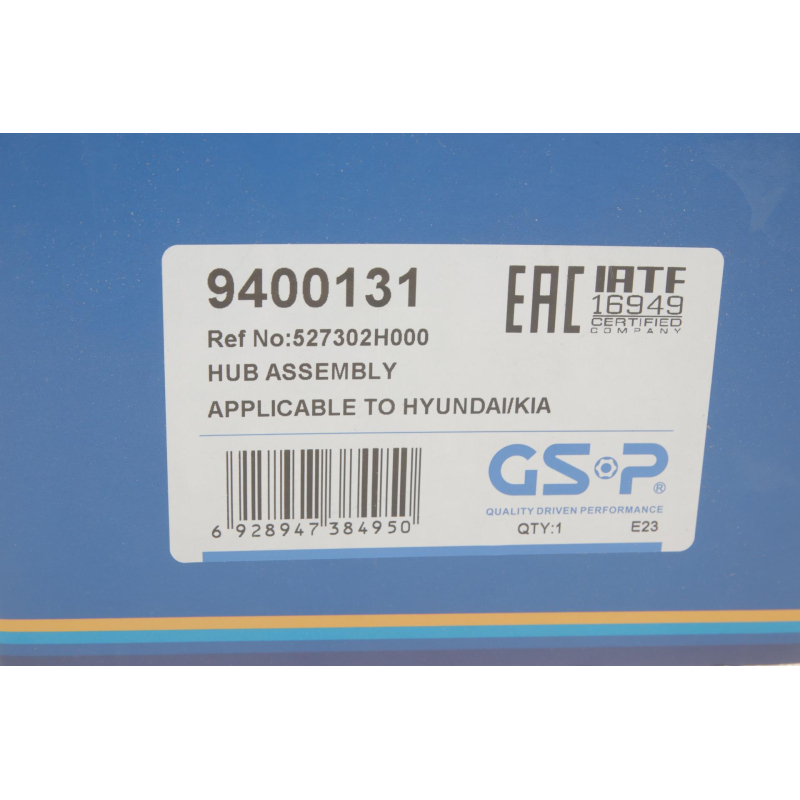 9400131
Ref No:527302H000
HUB ASSEMBLY
APPLICABLE TO HYUNDAI/KIA
EAC
IATF
16949
CERTIFIED
COMPANY
GSP®
QUALITY DRIVEN PERFORMANCE
QTY:1 E23
6 928947 384950